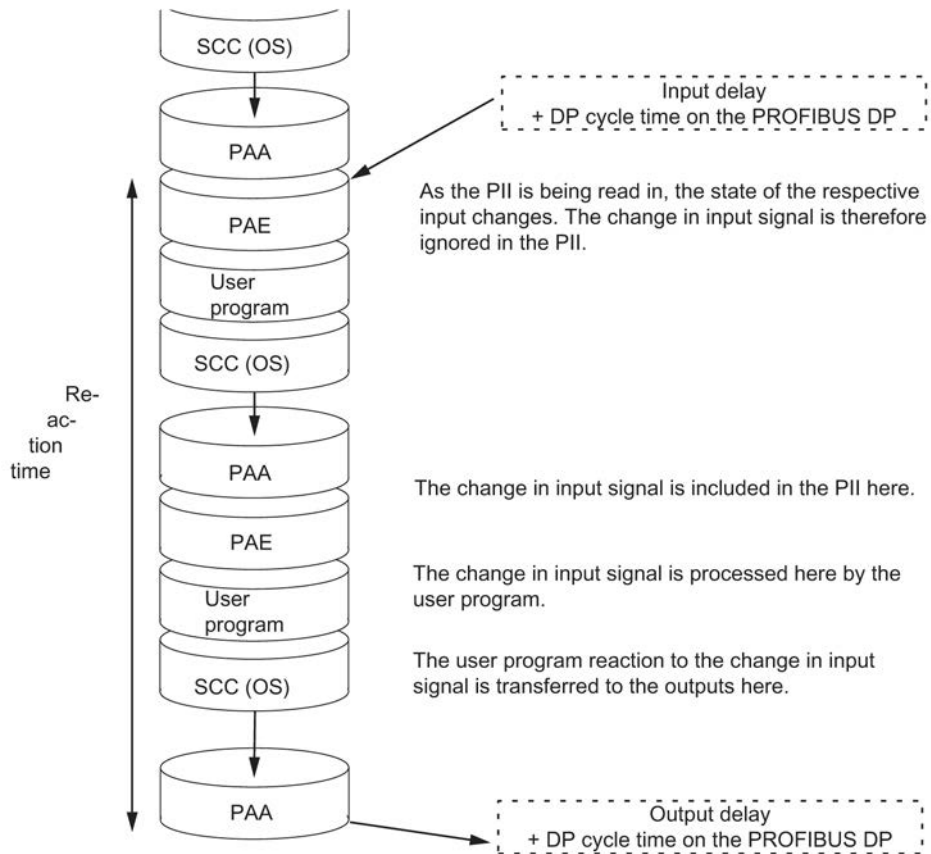 SCC (OS)
Input delay
+ DP cycle time on the PROFIBUS DP
PAA
As the PII is being read in, the state of the respective
input changes. The change in input signal is therefore
ignored in the PII.
PAE
User
program
SCC (OS)
Re-
ac-
tion
time
PAA
The change in input signal is included in the PII here.
PAE
The change in input signal is processed here by the
user program.
User
program
The user program reaction to the change in input
signal is transferred to the outputs here.
SCC (OS)
PAA
Output delay
+ DP cycle time on the PROFIBUS DP